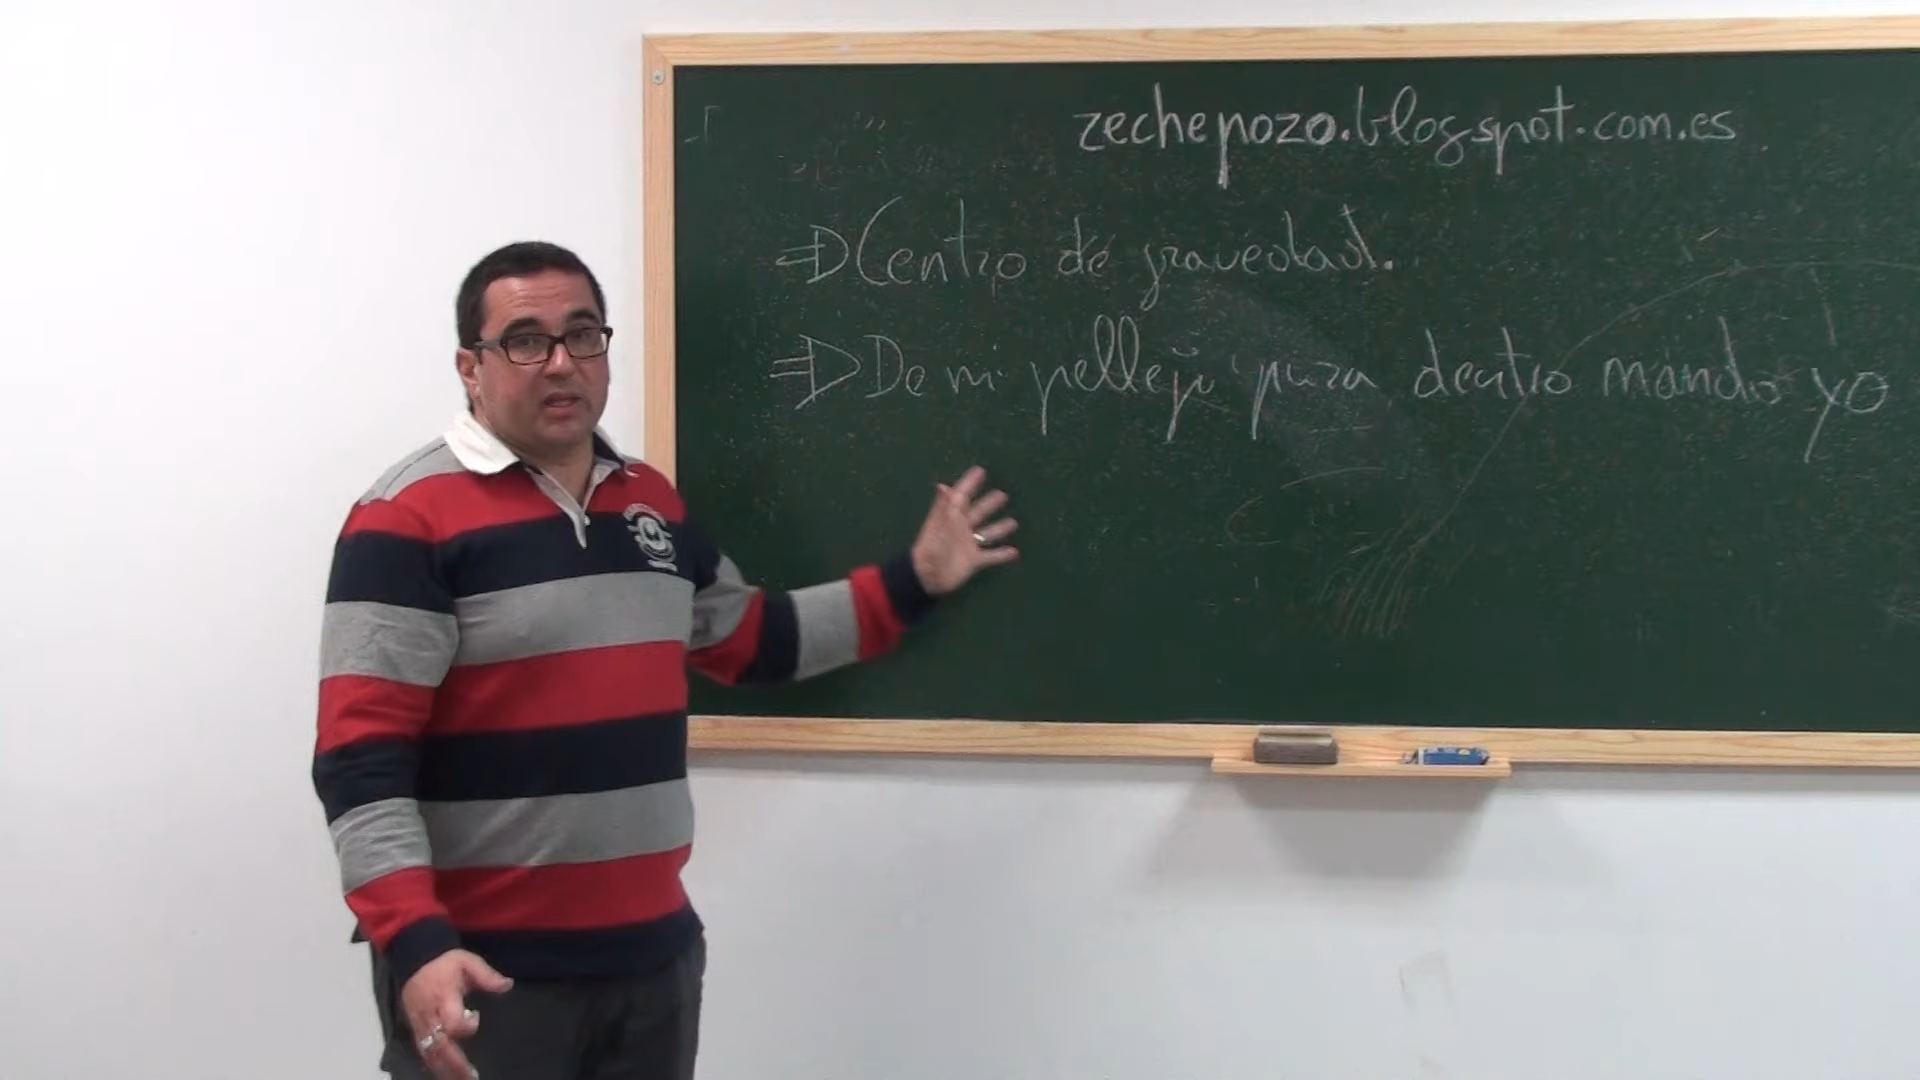 zechepozo.blogspot.com.es
⇒ Centro de gravedad.
⇒ De mi pellejo para dentro mando yo